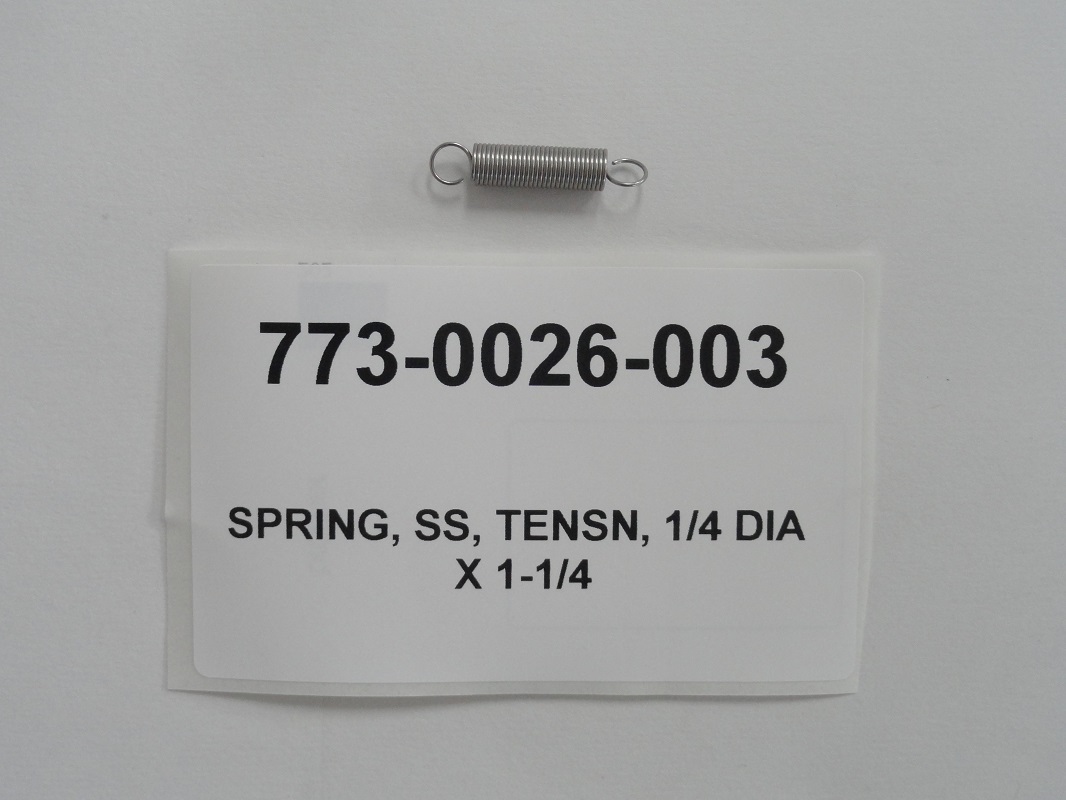 773-0026-003
SPRING, SS, TENSN, 1/4 DIA
X 1-1/4